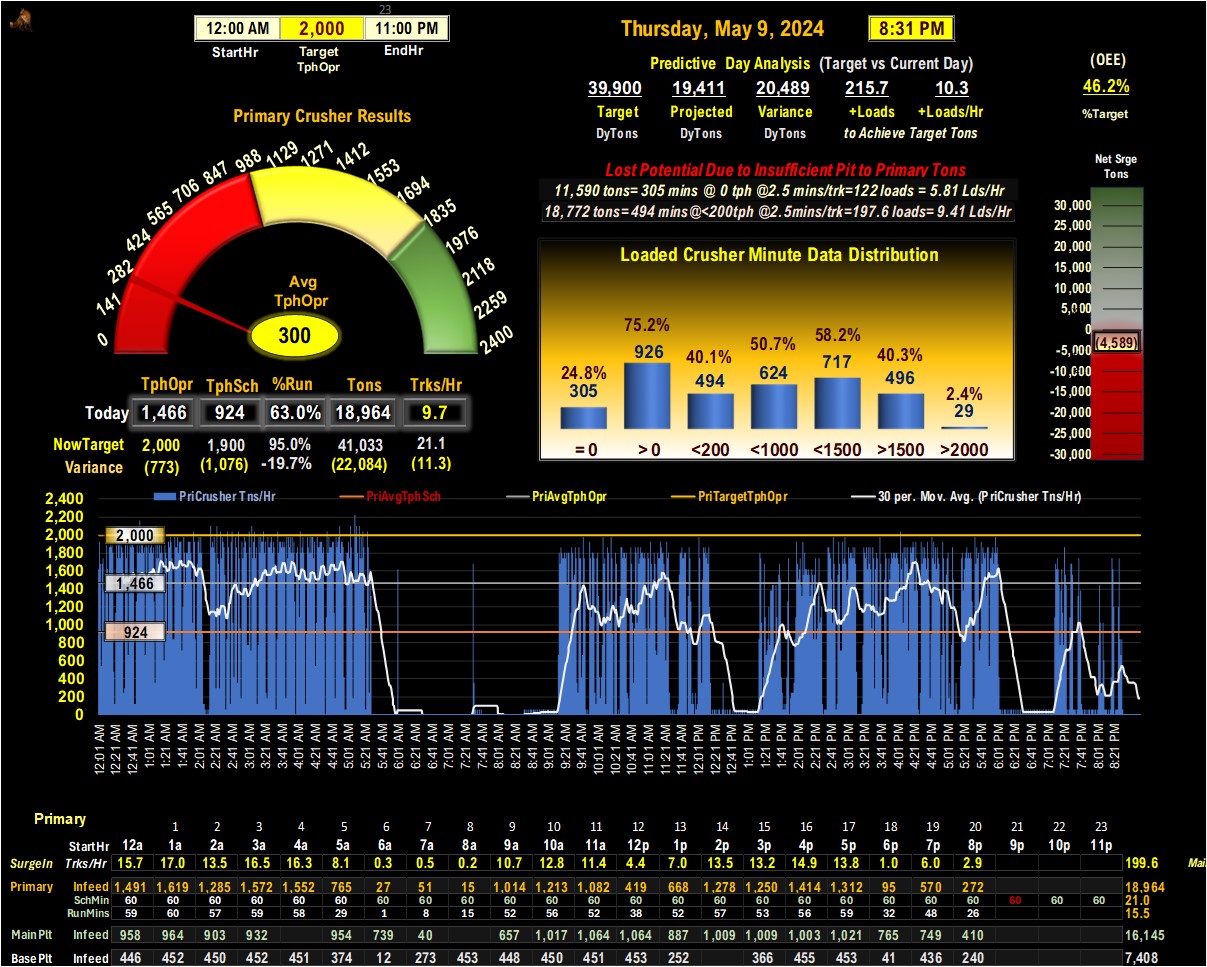 23
12:00 AM 2,000 11:00 PM
StartHr Target TphOpr EndHr
Thursday, May 9, 2024 8:31 PM
Predictive Day Analysis (Target vs Current Day)
39,900 19,411 20,489 215.7 10.3
Target Projected Variance +Loads +Loads/Hr
DyTons DyTons DyTons to Achieve Target Tons
(OEE)
46.2%
%Target
Primary Crusher Results
0 141 282 424 565 706 847 988 1129 1271 1412 1553 1694 1835 1976 2118 2259 2400
Avg
TphOpr
300
Lost Potential Due to Insufficient Pit to Primary Tons
11,590 tons= 305 mins @ 0 tph @2.5 mins/trk=122 loads = 5.81 Lds/Hr
18,772 tons= 494 mins@<200tph @2.5mins/trk=197.6 loads= 9.41 Lds/Hr
Net Srge
Tons
30,000
25,000
20,000
15,000
10,000
5,000
0
(4,589)
-5,000
-10,000
-15,000
-20,000
-25,000
-30,000
Loaded Crusher Minute Data Distribution
24.8% 75.2% 40.1% 50.7% 58.2% 40.3% 2.4%
305 926 494 624 717 496 29
= 0 > 0 <200 <1000 <1500 >1500 >2000
TphOpr TphSch %Run Tons Trks/Hr
Today 1,466 924 63.0% 18,964 9.7
NowTarget 2,000 1,900 95.0% 41,033 21.1
Variance (773) (1,076) -19.7% (22,084) (11.3)
PriCrusher Tns/Hr PriAvgTphSch PriAvgTphOpr PriTargetTphOpr 30 per. Mov. Avg. (PriCrusher Tns/Hr)
2,400
2,200
2,000 2,000
1,800
1,600
1,400 1,466
1,200
1,000
800 924
600
400
200
0
12:01 AM 12:21 AM 12:41 AM 1:01 AM 1:21 AM 1:41 AM 2:01 AM 2:21 AM 2:41 AM 3:01 AM 3:21 AM 3:41 AM 4:01 AM 4:21 AM 4:41 AM 5:01 AM 5:21 AM 5:41 AM 6:01 AM 6:21 AM 6:41 AM 7:01 AM 7:21 AM 7:41 AM 8:01 AM 8:21 AM 8:41 AM 9:01 AM 9:21 AM 9:41 AM 10:01 AM 10:21 AM 10:41 AM 11:01 AM 11:21 AM 11:41 AM 12:01 PM 12:21 PM 12:41 PM 1:01 PM 1:21 PM 1:41 PM 2:01 PM 2:21 PM 2:41 PM 3:01 PM 3:21 PM 3:41 PM 4:01 PM 4:21 PM 4:41 PM 5:01 PM 5:21 PM 5:41 PM 6:01 PM 6:21 PM 6:41 PM 7:01 PM 7:21 PM 7:41 PM 8:01 PM 8:21 PM
Primary
1 2 3 4 5 6 7 8 9 10 11 12 13 14 15 16 17 18 19 20 21 22 23
StartHr 12a 1a 2a 3a 4a 5a 6a 7a 8a 9a 10a 11a 12p 1p 2p 3p 4p 5p 6p 7p 8p 9p 10p 11p
SurgeIn Trks/Hr 15.7 17.0 13.5 16.5 16.3 8.1 0.3 0.5 0.2 10.7 12.8 11.4 4.4 7.0 13.5 13.2 14.9 13.8 1.0 6.0 2.9 199.6
Primary Infeed 1,491 1,619 1,285 1,572 1,552 765 27 51 15 1,014 1,213 1,082 419 668 1,278 1,250 1,414 1,312 95 570 272 18,964
SchMin 60 60 60 60 60 60 60 60 60 60 60 60 60 60 60 60 60 60 60 60 60 60 60 60 21.0
RunMins 59 60 57 59 58 29 1 8 15 52 56 52 38 52 57 53 56 59 32 48 26 15.5
MainPlt Infeed 958 964 903 932 954 739 40 657 1,017 1,064 1,064 887 1,009 1,009 1,003 1,021 765 749 410 16,145
BasePlt Infeed 446 452 450 452 451 374 12 273 453 448 450 451 453 252 366 455 453 41 436 240 7,408